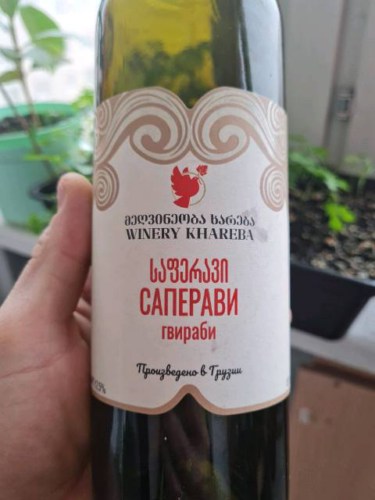 მეღვინეობა ხარება
WINERY KHAREBA
საფერავი
САПЕРАВИ
гвираби
Произведено в Грузии